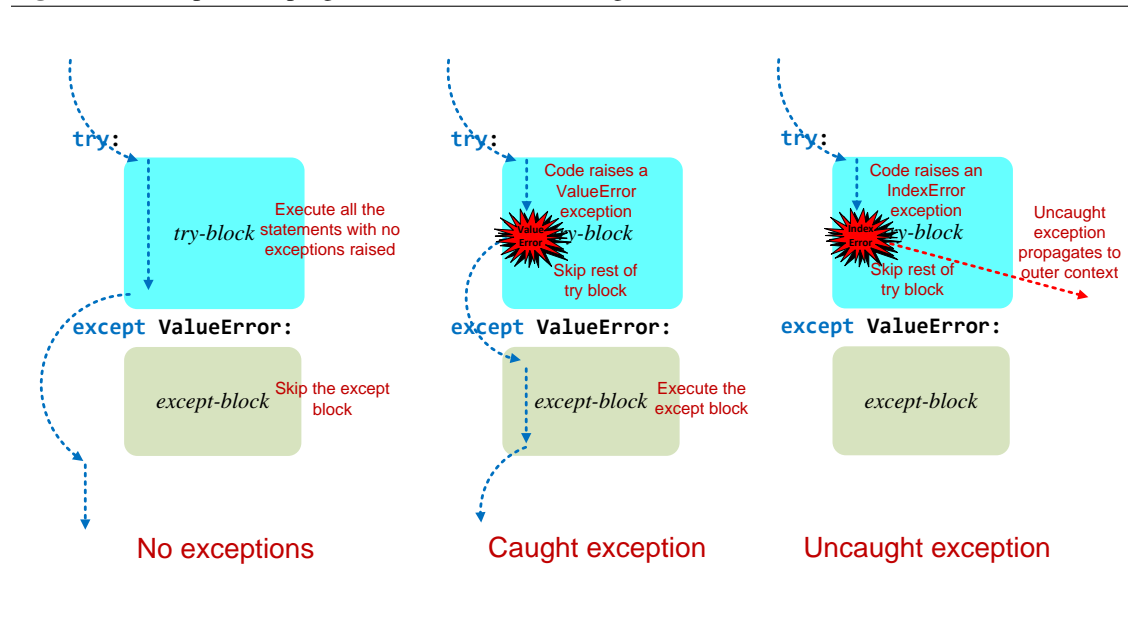 try:
Execute all the
statements with no
exceptions raised
try-block
except ValueError:
except-block
Skip the except
block
No exceptions
try:
Code raises a
ValueError
exception
Value
Error
-block
Skip rest of
try block
except ValueError:
except-block
Execute the
except block
Caught exception
try:
Code raises an
IndexError
exception
Index
Error
-block
Skip rest of
try block
Uncaught
exception
propagates to
outer context
except ValueError:
except-block
Uncaught exception